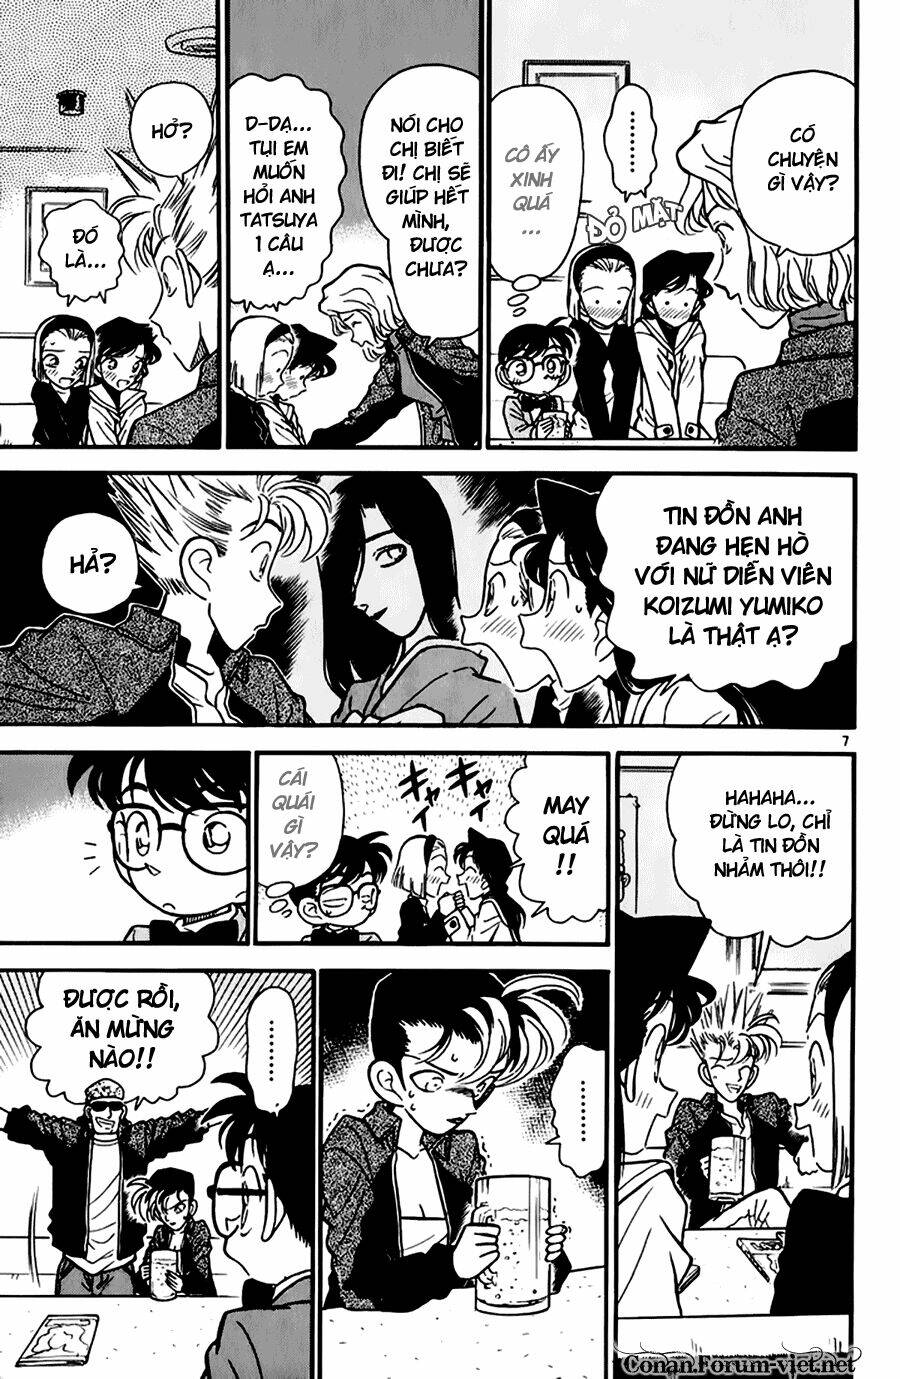 CÓ
CHUYỆN
GÌ VẬY?
.......
ĐỎ MẶT
CÔ ẤY
XINH
QUÁ
...
NÓI CHO
CHỊ BIẾT
ĐI! CHỊ SẼ
GIÚP HẾT
MÌNH,
ĐƯỢC
CHƯA?
D-DẠ...
TỤI EM
MUỐN
HỎI ANH
TATSUYA
1 CÂU
Ạ...
HỞ?
ĐÓ
LÀ...
TIN ĐỒN ANH
ĐANG HẸN HÒ
VỚI NỮ DIỄN VIÊN
KOIZUMI YUMIKO
LÀ THẬT Ạ?
HẢ?
7
HAHAHA...
ĐỪNG LO, CHỈ
LÀ TIN ĐỒN
NHẢM THÔI!!
MAY
QUÁ
!!
キャイ
キャイ
CÁI
QUÁI
GÌ
VẬY?
........
........
ĐƯỢC RỒI,
ĂN MỪNG
NÀO!!
Conan.Forum-viet.net